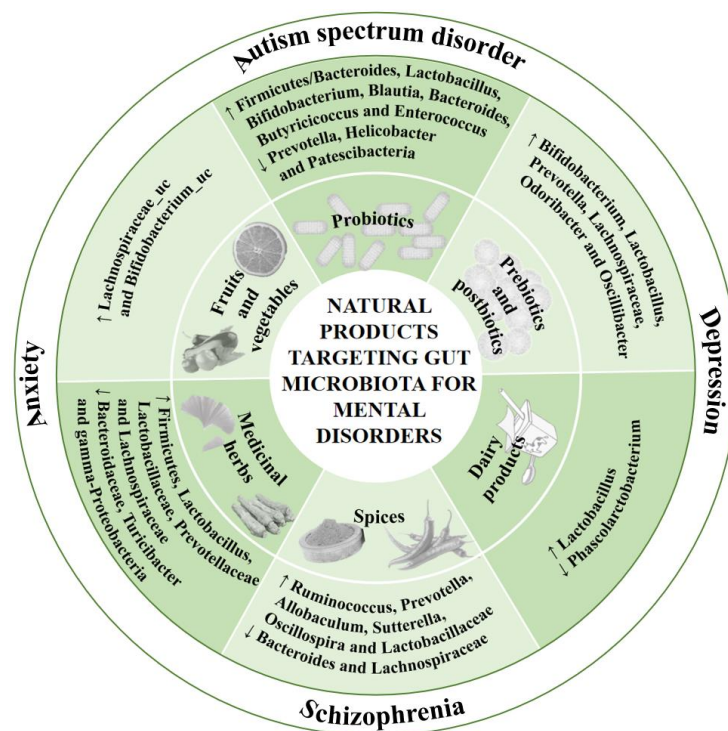 Autism spectrum disorder
↑ Firmicutes/Bacteroides, Lactobacillus,
Bifidobacterium, Blautia, Bacteroides,
Butyricicoccus and Enterococcus
↓ Prevotella, Helicobacter
and Patescibacteria
Probiotics
↑ Bifidobacterium, Lactobacillus,
Prevotella, Lachnospiraceae,
Odoribacter and Oscillibacter
Prebiotics
and
postbiotics
Depression
↑ Lactobacillus
↓ Phascolarctobacterium
Dairy
products
Spices
↑ Ruminococcus, Prevotella,
Allobaculum, Sutterella,
Oscillospira and Lactobacillaceae
↓ Bacteroides and Lachnospiraceae
Schizophrenia
Medicinal
herbs
↑ Firmicutes, Lactobacillus,
Lactobacillaceae, Prevotellaceae
and Lachnospiraceae
↓ Bacteroidaceae, Turicibacter
and gamma-Proteobacteria
Anxiety
↑ Lachnospiraceae_uc
and Bifidobacterium_uc
Fruits
and
vegetables
NATURAL
PRODUCTS
TARGETING GUT
MICROBIOTA FOR
MENTAL
DISORDERS